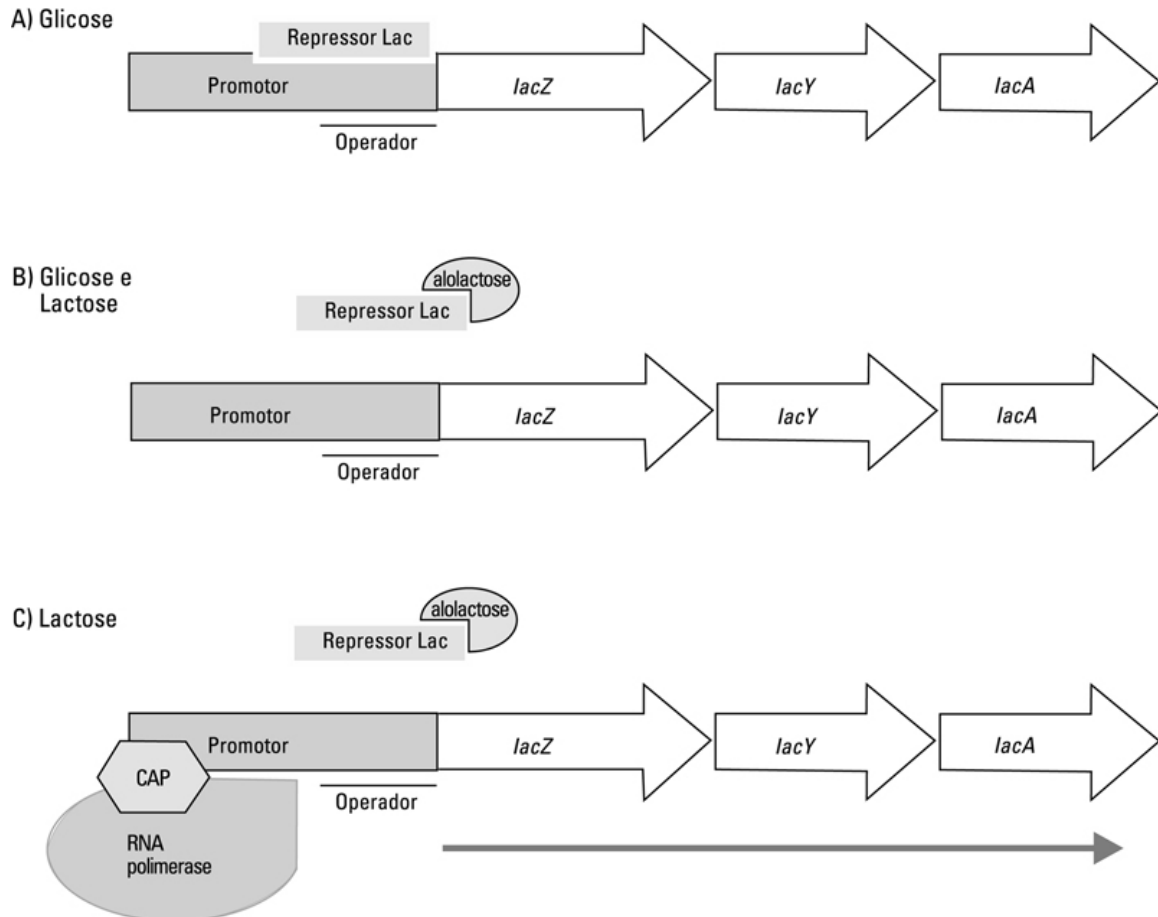 A) Glicose
Repressor Lac
Promotor
lacZ
lacY
lacA
Operador
B) Glicose e
Lactose
alolactose
Repressor Lac
Promotor
lacZ
lacY
lacA
Operador
C) Lactose
alolactose
Repressor Lac
Promotor
lacZ
lacY
lacA
CAP
Operador
RNA
polimerase